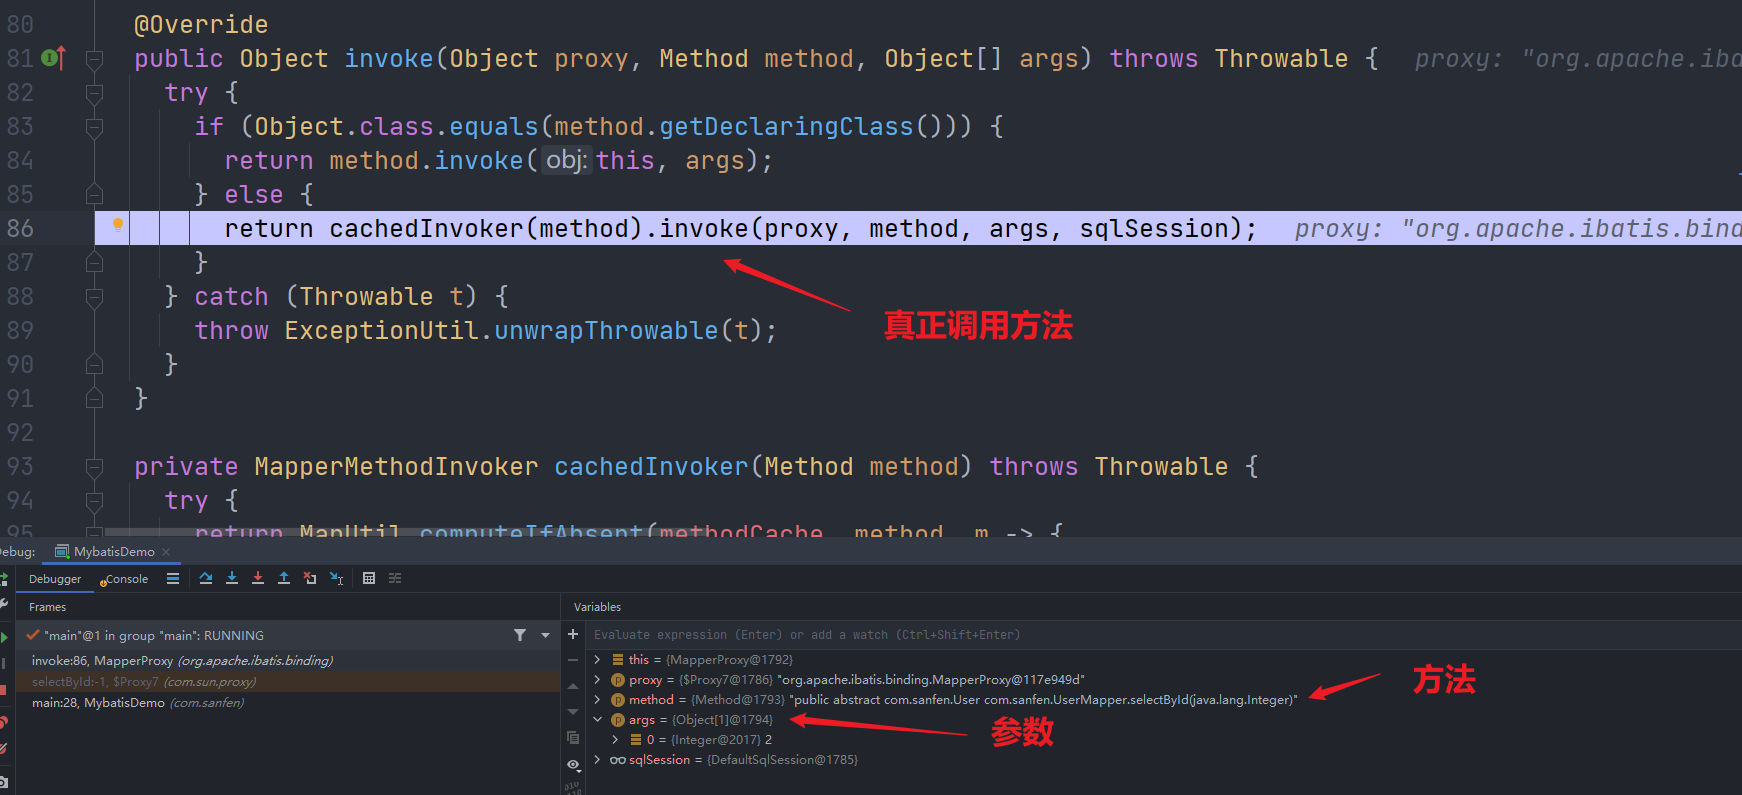 80 @Override
81 public Object invoke(Object proxy, Method method, Object[] args) throws Throwable { proxy: "org.apache.iba
82 try {
83 if (Object.class.equals(method.getDeclaringClass())) {
84 return method.invoke( obj: this, args);
85 } else {
86 return cachedInvoker(method).invoke(proxy, method, args, sqlSession); proxy: "org.apache.ibatis.bind
87 }
真正调用方法
88 } catch (Throwable t) {
89 throw ExceptionUtil.unwrapThrowable(t);
90 }
91 }
92
93 private MapperMethodInvoker cachedInvoker(Method method) throws Throwable {
94 try {
95 return MapUtil.computeIfAbsent(methodCache, method, m -> {
ebug: MybatisDemo ×
Debugger Console
Frames
Variables
"main"@1 in group "main": RUNNING
invoke:86, MapperProxy (org.apache.ibatis.binding)
selectById:-1, $Proxy7 (com.sun.proxy)
main:28, MybatisDemo (com.sanfen)
Evaluate expression (Enter) or add a watch (Ctrl+Shift+Enter)
this = {MapperProxy@1792}
proxy = {$Proxy7@1786} "org.apache.ibatis.binding.MapperProxy@117e949d"
method = {Method@1793} "public abstract com.sanfen.User com.sanfen.UserMapper.selectById(java.lang.Integer)"
方法
args = {Object[1]@1794}
参数
0 = {Integer@2017} 2
sqlSession = {DefaultSqlSession@1785}